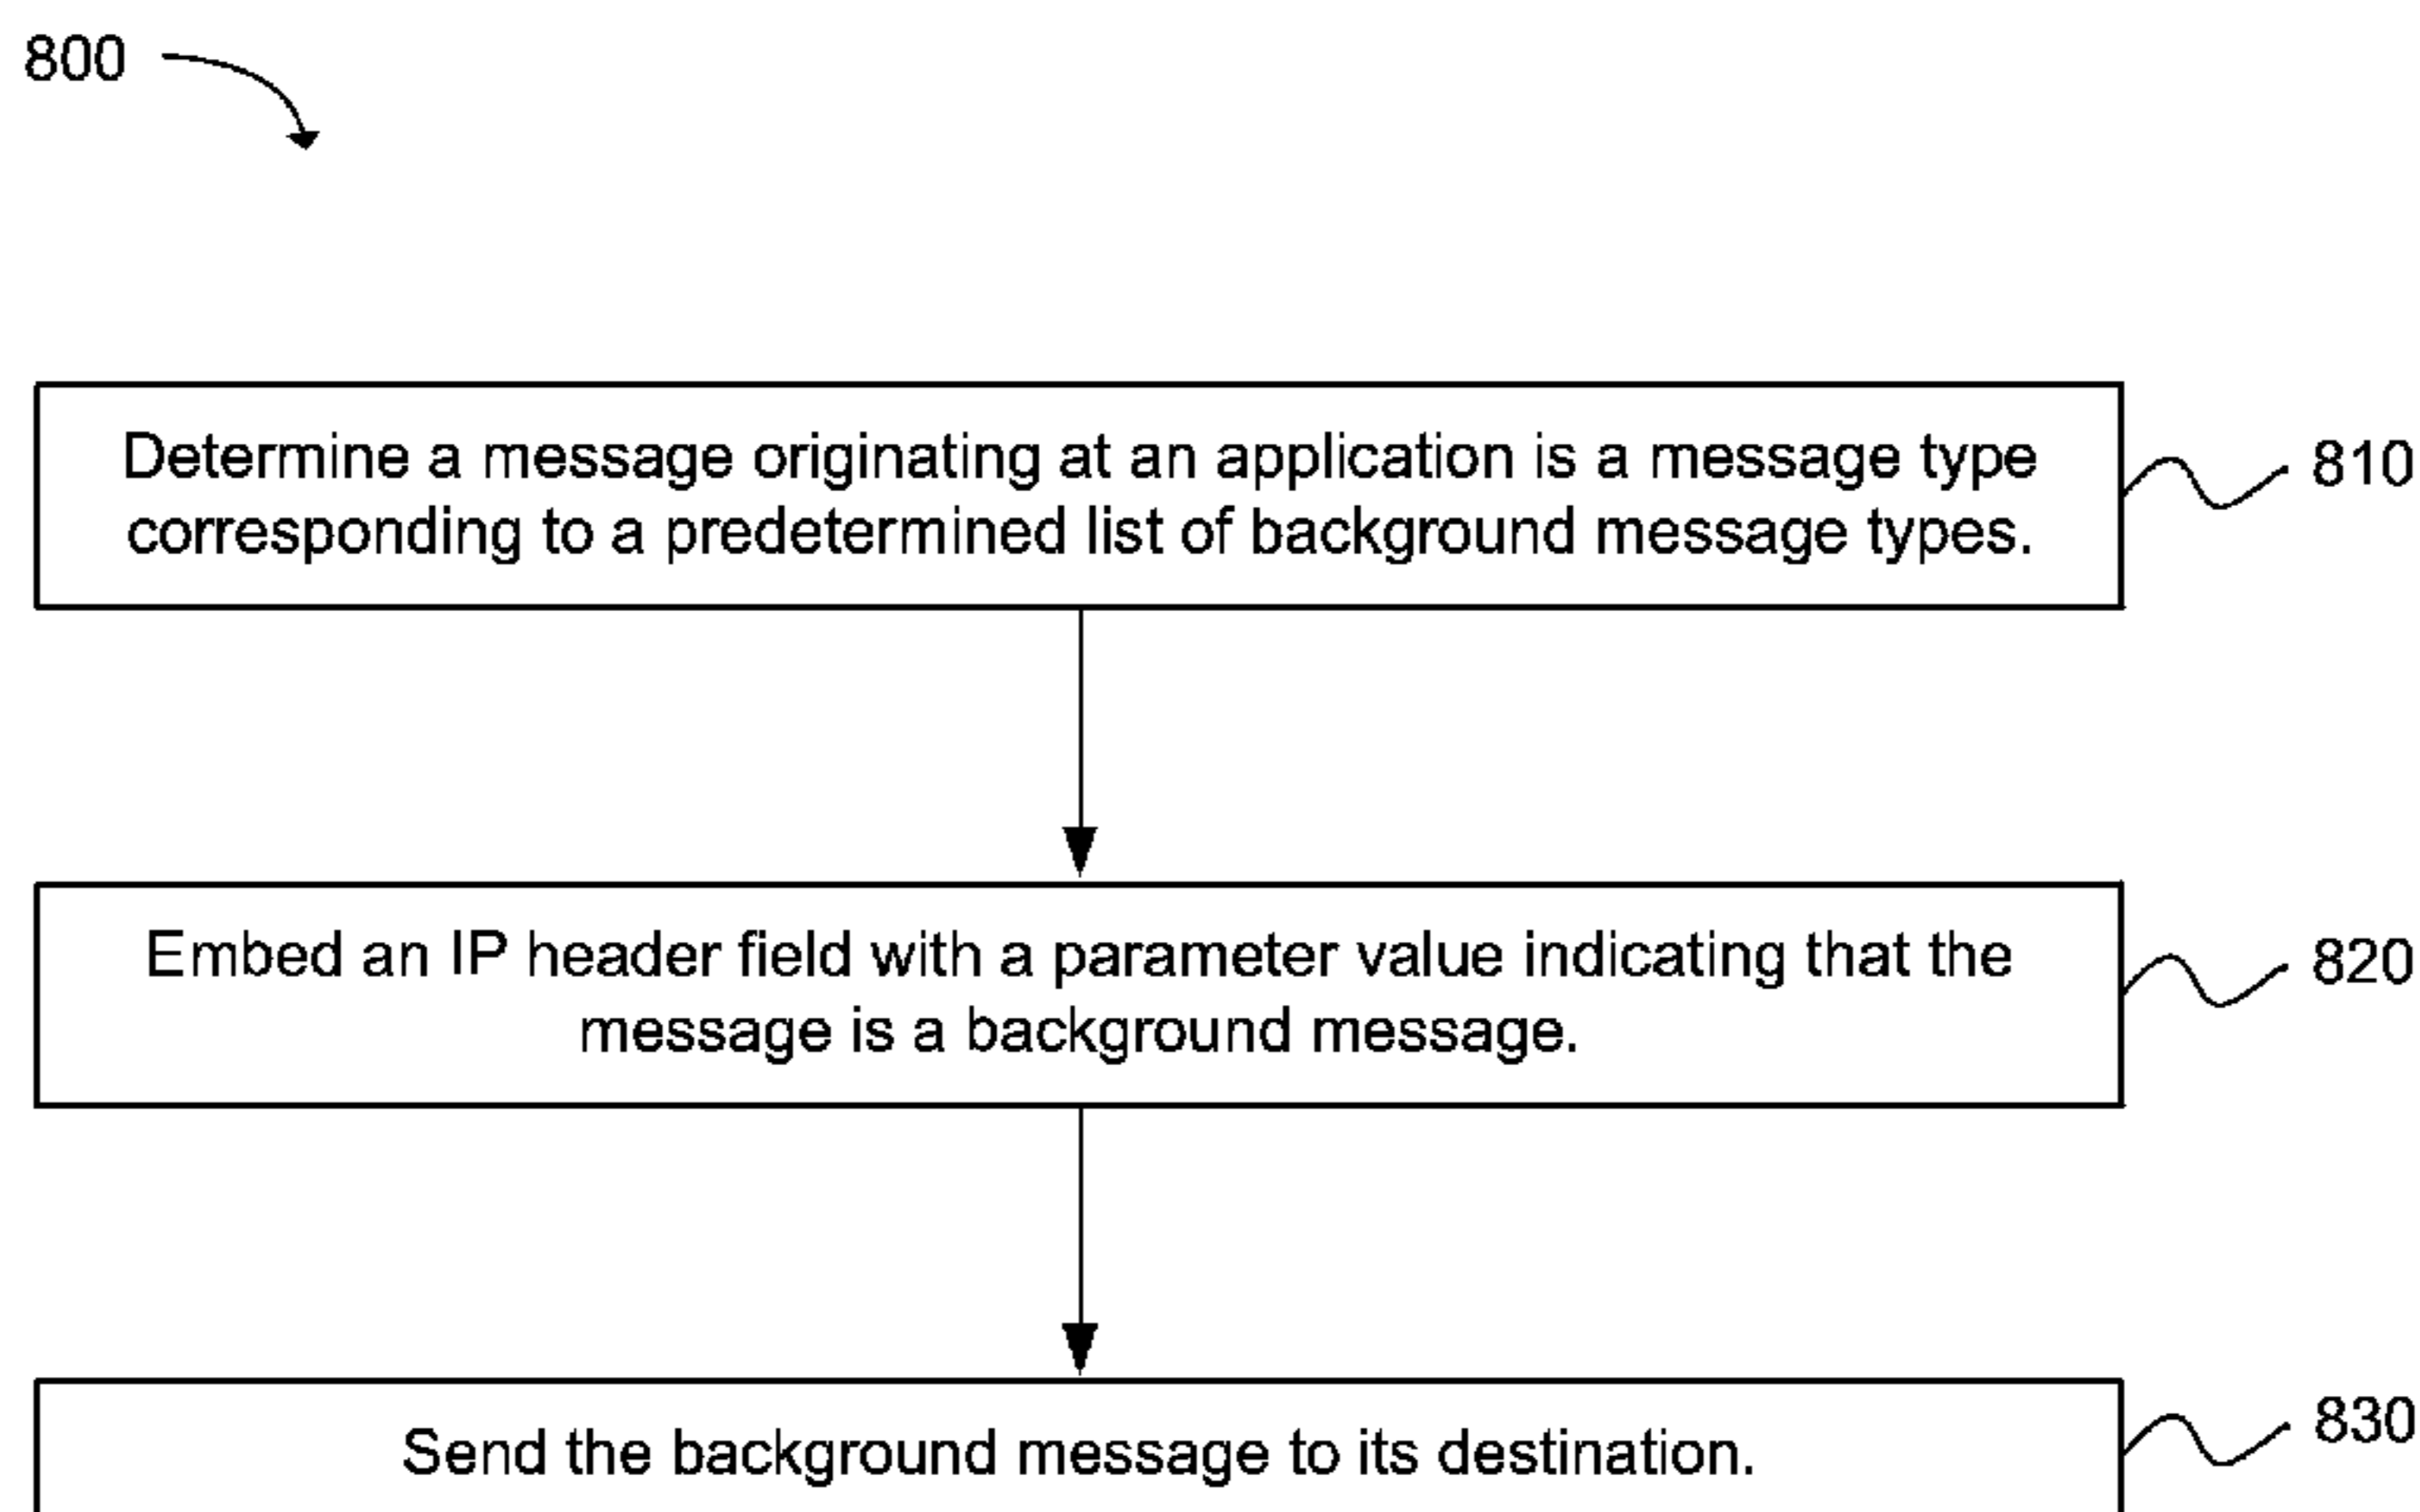 800
Determine a message originating at an application is a message type
corresponding to a predetermined list of background message types.
810
Embed an IP header field with a parameter value indicating that the
message is a background message.
820
Send the background message to its destination.
830